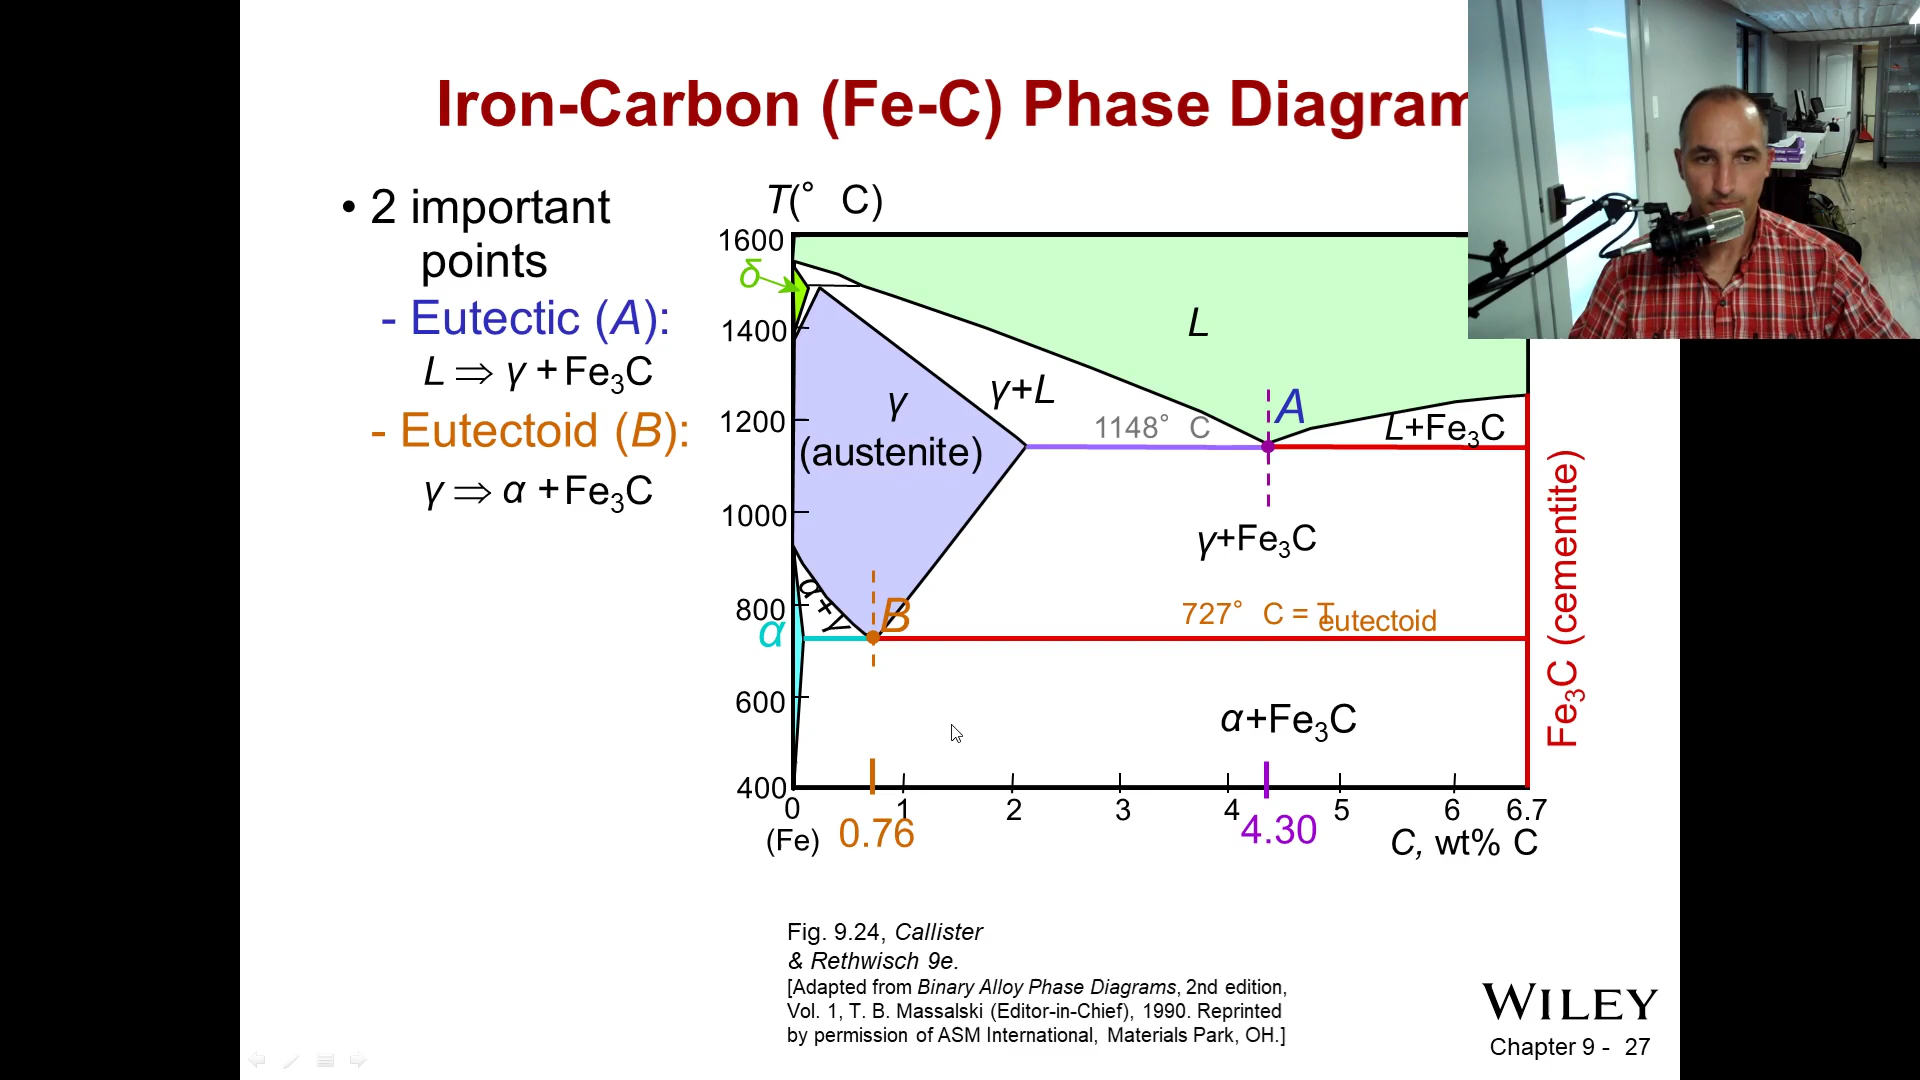 Iron-Carbon (Fe-C) Phase Diagram
• 2 important
points
- Eutectic (A):
L ⇒ γ + Fe₃C
- Eutectoid (B):
γ ⇒ α + Fe₃C
T(° C)
1600
δ
1400
L
γ+L
A
γ
1200
1148° C
L+Fe₃C
(austenite)
1000
γ+Fe₃C
α+γ
800
B
727° C = Teutectoid
α
Fe₃C (cementite)
600
α+Fe₃C
400
0 1 2 3 4 5 6 6.7
(Fe) 0.76 4.30 C, wt% C
Fig. 9.24, Callister
& Rethwisch 9e.
[Adapted from Binary Alloy Phase Diagrams, 2nd edition,
Vol. 1, T. B. Massalski (Editor-in-Chief), 1990. Reprinted
by permission of ASM International, Materials Park, OH.]
WILEY
Chapter 9 - 27